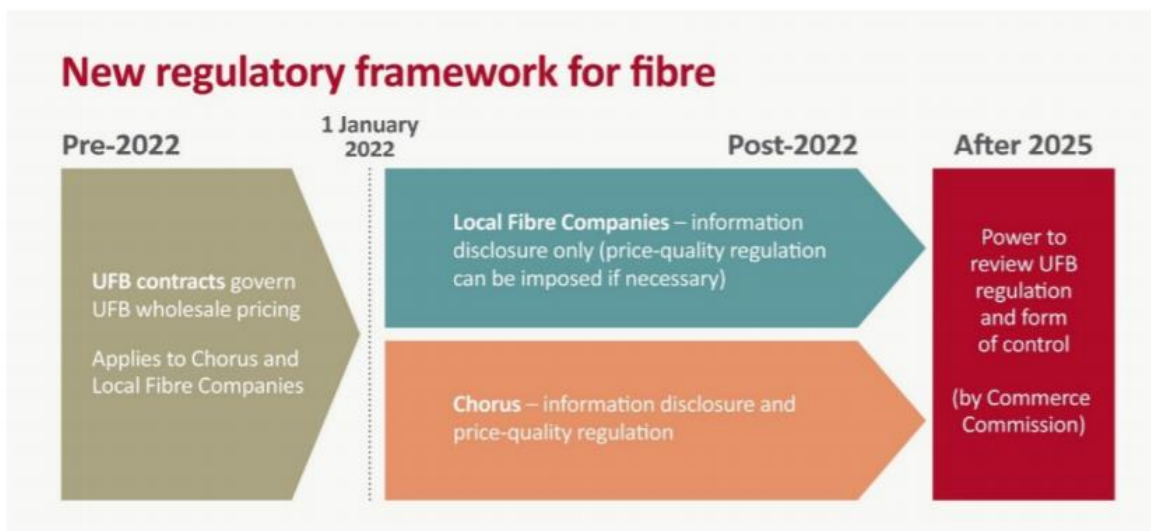 New regulatory framework for fibre
Pre-2022
1 January
2022
Post-2022
After 2025
UFB contracts govern
UFB wholesale pricing
Applies to Chorus and
Local Fibre Companies
Local Fibre Companies – information
disclosure only (price-quality regulation
can be imposed if necessary)
Chorus – information disclosure and
price-quality regulation
Power to
review UFB
regulation
and form
of control
(by Commerce
Commission)